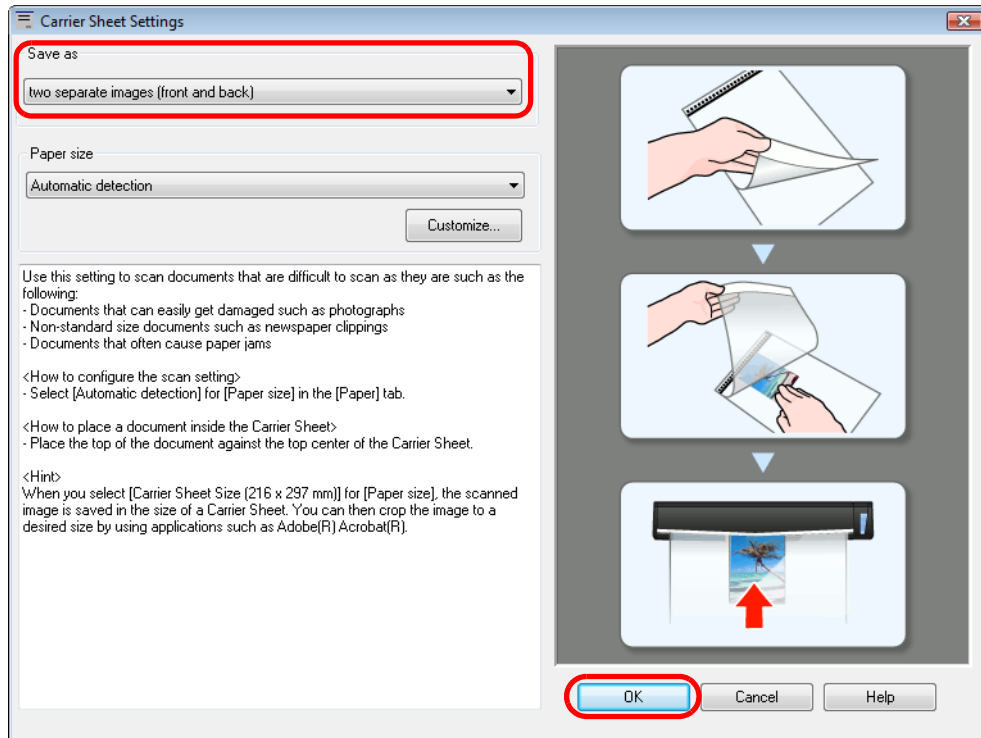 Carrier Sheet Settings
Save as
two separate images (front and back)
Paper size
Automatic detection
Customize...
Use this setting to scan documents that are difficult to scan as they are such as the
following:
- Documents that can easily get damaged such as photographs
- Non-standard size documents such as newspaper clippings
- Documents that often cause paper jams
<How to configure the scan setting>
- Select [Automatic detection] for [Paper size] in the [Paper] tab.
<How to place a document inside the Carrier Sheet>
- Place the top of the document against the top center of the Carrier Sheet.
<Hint>
When you select [Carrier Sheet Size (216 x 297 mm)] for [Paper size], the scanned
image is saved in the size of a Carrier Sheet. You can then crop the image to a
desired size by using applications such as Adobe(R) Acrobat(R).
OK
Cancel
Help